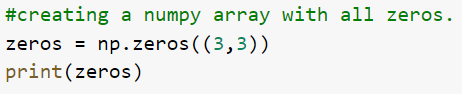 #creating a numpy array with all zeros.
zeros = np.zeros((3,3))
print(zeros)